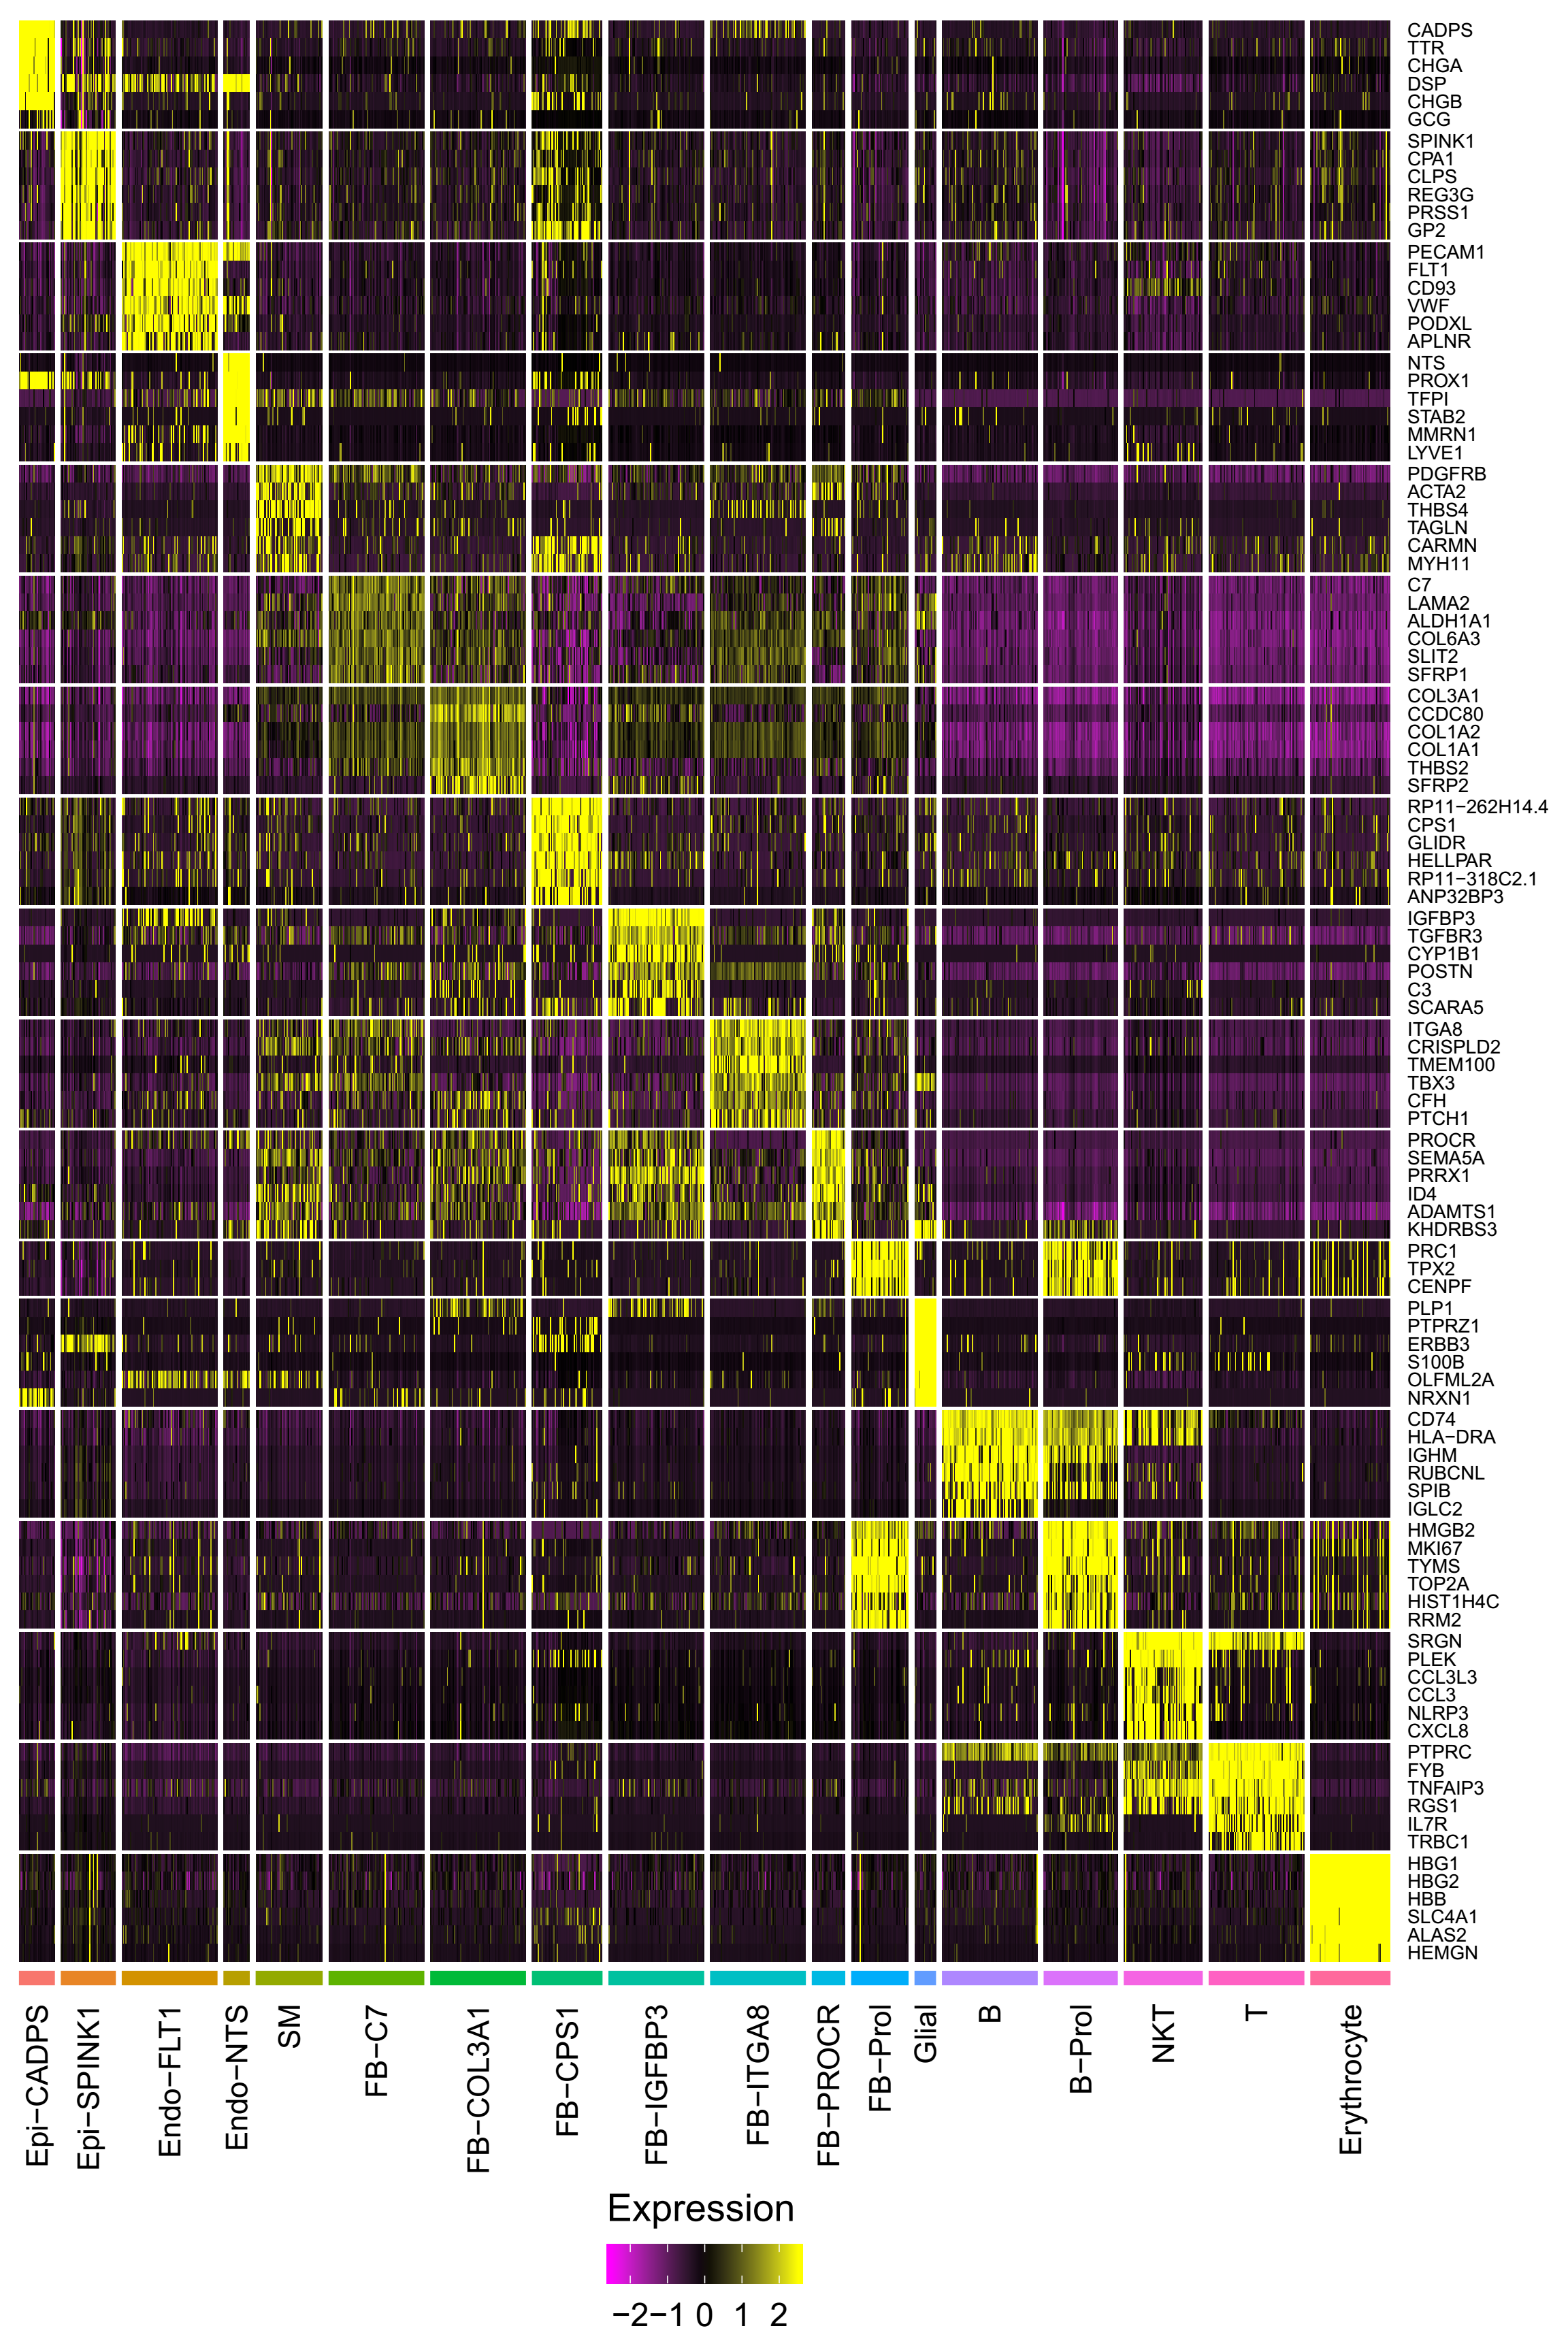 CADPS
TTR
CHGA
DSP
CHGB
GCG
SPINK1
CPA1
CLPS
REG3G
PRSS1
GP2
PECAM1
FLT1
CD93
VWF
PODXL
APLNR
NTS
PROX1
TFPI
STAB2
MMRN1
LYVE1
PDGFRB
ACTA2
THBS4
TAGLN
CARMN
MYH11
C7
LAMA2
ALDH1A1
COL6A3
SLIT2
SFRP1
COL3A1
CCDC80
COL1A2
COL1A1
THBS2
SFRP2
RP11−262H14.4
CPS1
GLIDR
HELLPAR
RP11−318C2.1
ANP32BP3
IGFBP3
TGFBR3
CYP1B1
POSTN
C3
SCARA5
ITGA8
CRISPLD2
TMEM100
TBX3
CFH
PTCH1
PROCR
SEMA5A
PRRX1
ID4
ADAMTS1
KHDRBS3
PRC1
TPX2
CENPF
PLP1
PTPRZ1
ERBB3
S100B
OLFML2A
NRXN1
CD74
HLA−DRA
IGHM
RUBCNL
SPIB
IGLC2
HMGB2
MKI67
TYMS
TOP2A
HIST1H4C
RRM2
SRGN
PLEK
CCL3L3
CCL3
NLRP3
CXCL8
PTPRC
FYB
TNFAIP3
RGS1
IL7R
TRBC1
HBG1
HBG2
HBB
SLC4A1
ALAS2
HEMGN
Epi−CADPS
Epi−SPINK1
Endo−FLT1
Endo−NTS
SM
FB−C7
FB−COL3A1
FB−CPS1
FB−IGFBP3
FB−ITGA8
FB−PROCR
FB−Prol
Glial
B
B−Prol
NKT
T
Erythrocyte
Expression
−2 −1 0 1 2